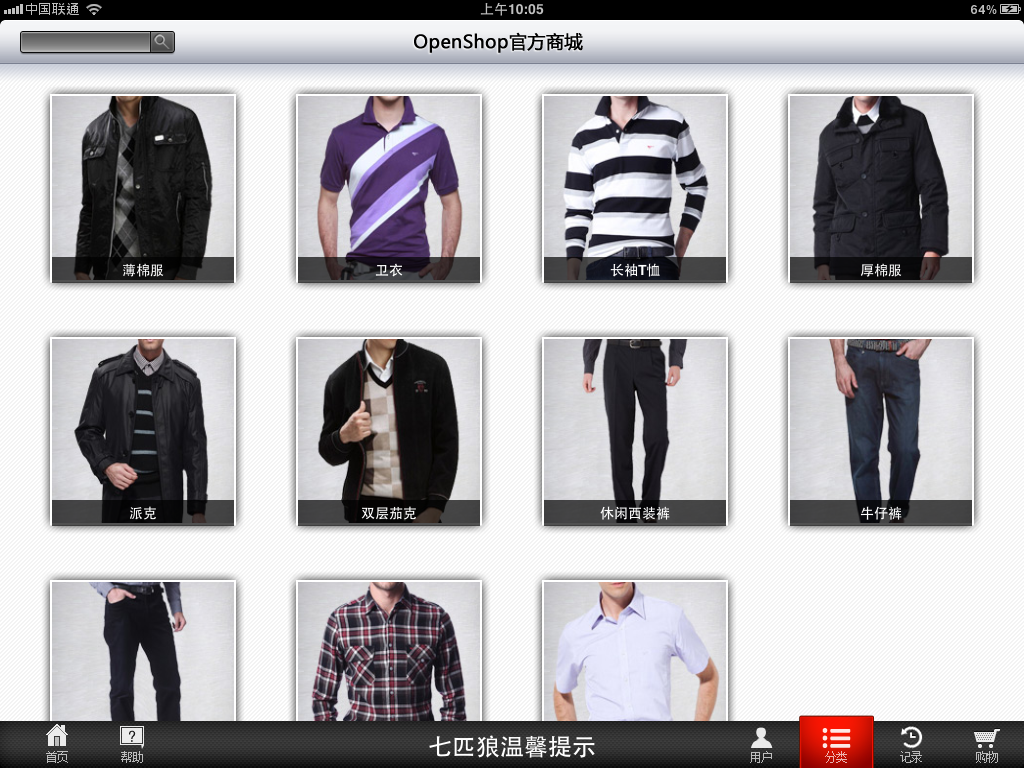 中国联通
上午10:05
64%
OpenShop官方商城
薄棉服
卫衣
长袖T恤
厚棉服
派克
双层茄克
休闲西装裤
牛仔裤
首页
?
帮助
七匹狼温馨提示
用户
分类
记录
购物